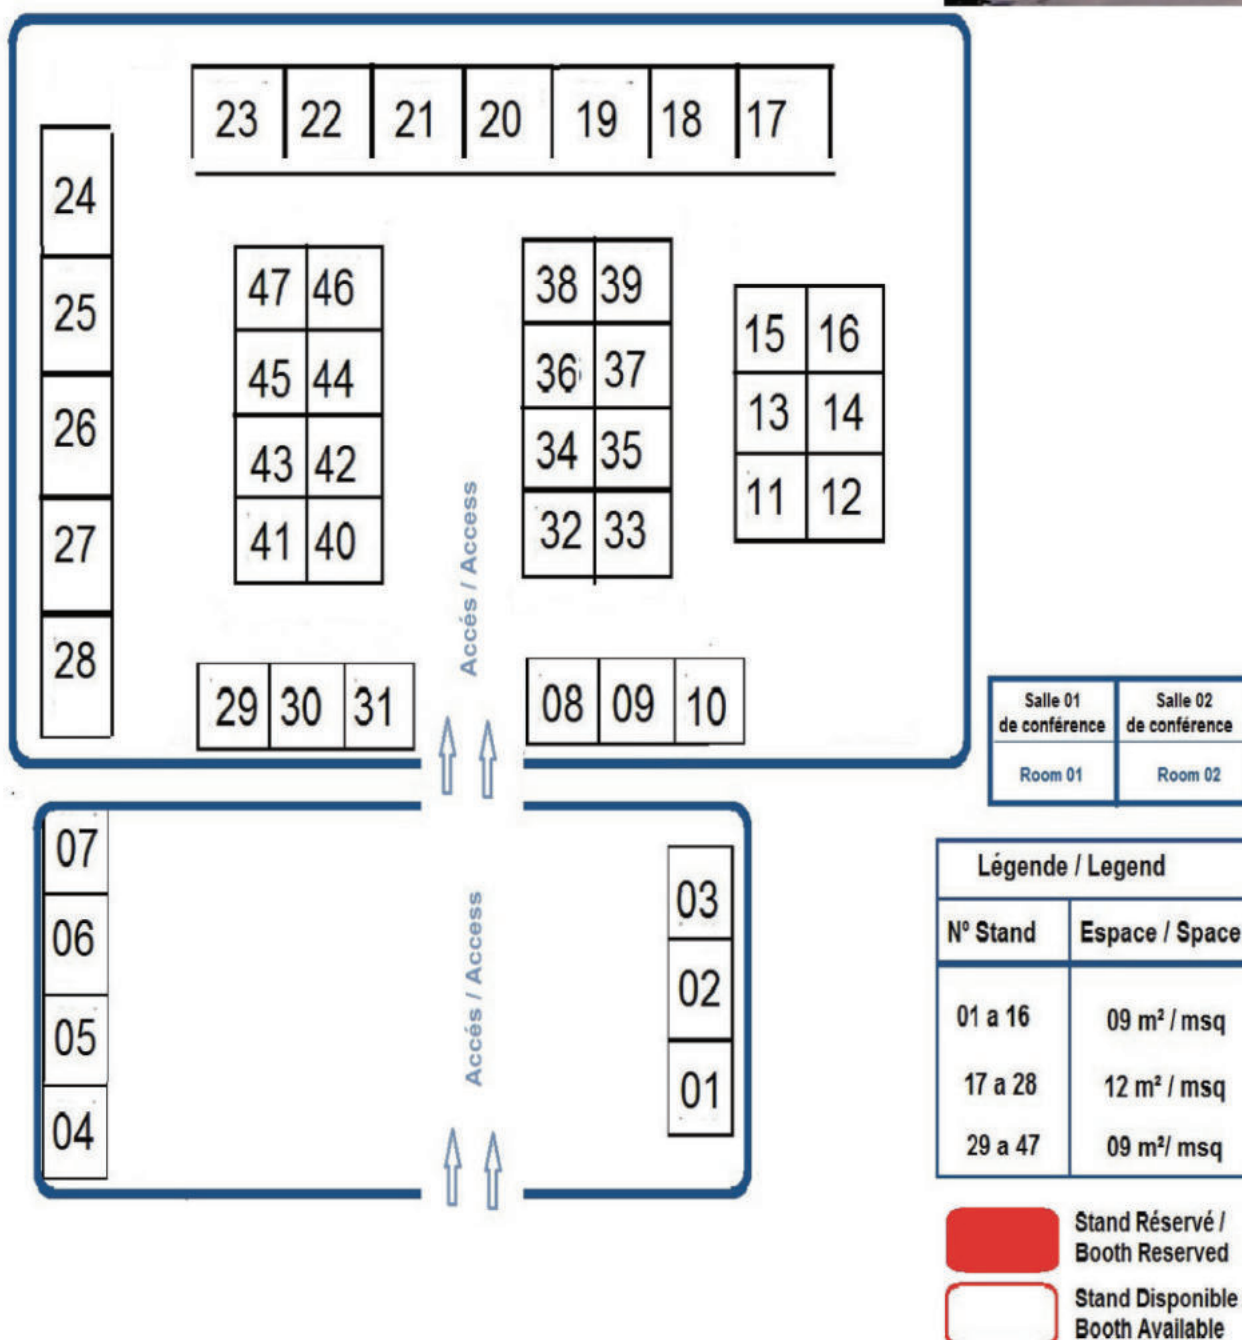 23 22 21 20 19 18 17
24
25
26
27
28
47 46
45 44
43 42
41 40
38 39
36 37
34 35
32 33
15 16
13 14
11 12
Accés / Access
29 30 31
08 09 10
Salle 01
de conférence
Room 01
Salle 02
de conférence
Room 02
07
06
05
04
Accés / Access
03
02
01
Légende / Legend
Nº Stand Espace / Space
01 a 16 09 m² / msq
17 a 28 12 m² / msq
29 a 47 09 m²/ msq
Stand Réservé /
Booth Reserved
Stand Disponible
Booth Available